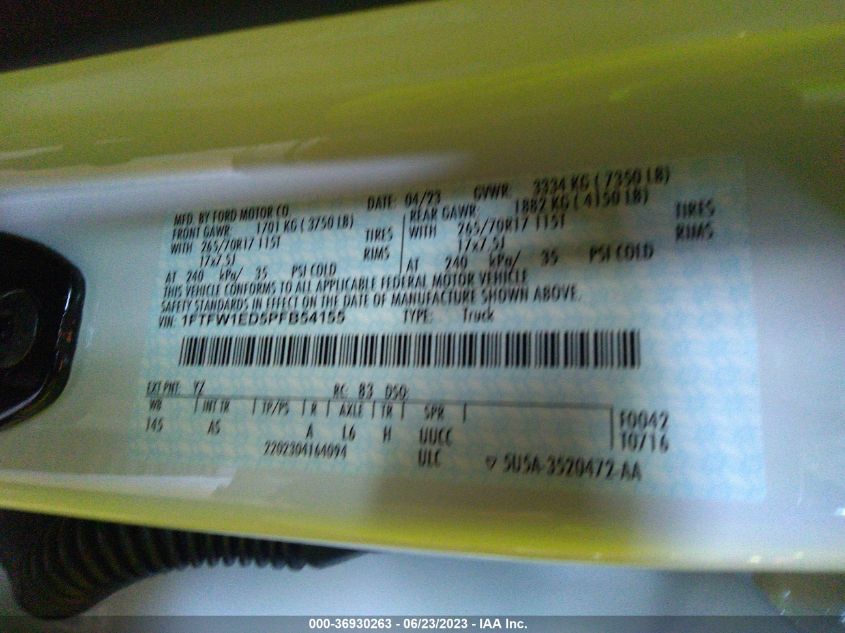 MFD. BY FORD MOTOR CO. DATE: 04/23 GVWR: 3334 KG ( 7350 LB)
FRONT GAWR: 1701 KG ( 3750 LB) REAR GAWR: 1882 KG ( 4150 LB)
WITH 265/70R17 115T TIRES WITH 265/70R17 115T TIRES
17x7.5J RIMS 17x7.5J RIMS
AT 240 kPa/ 35 PSI COLD AT 240 kPa/ 35 PSI COLD
THIS VEHICLE CONFORMS TO ALL APPLICABLE FEDERAL MOTOR VEHICLE
SAFETY STANDARDS IN EFFECT ON THE DATE OF MANUFACTURE SHOWN ABOVE.
VIN: 1FTFW1ED5PFB54155 TYPE: Truck
EXT PNT: YZ RC: 83 DSO:
WB INT TR TP/PS R AXLE TR SPR F0042
145 AS A L6 H UUCC T0716
2202304164094 ULC 5U5A-3520472-AA
000-36930263 - 06/23/2023 - IAA Inc.